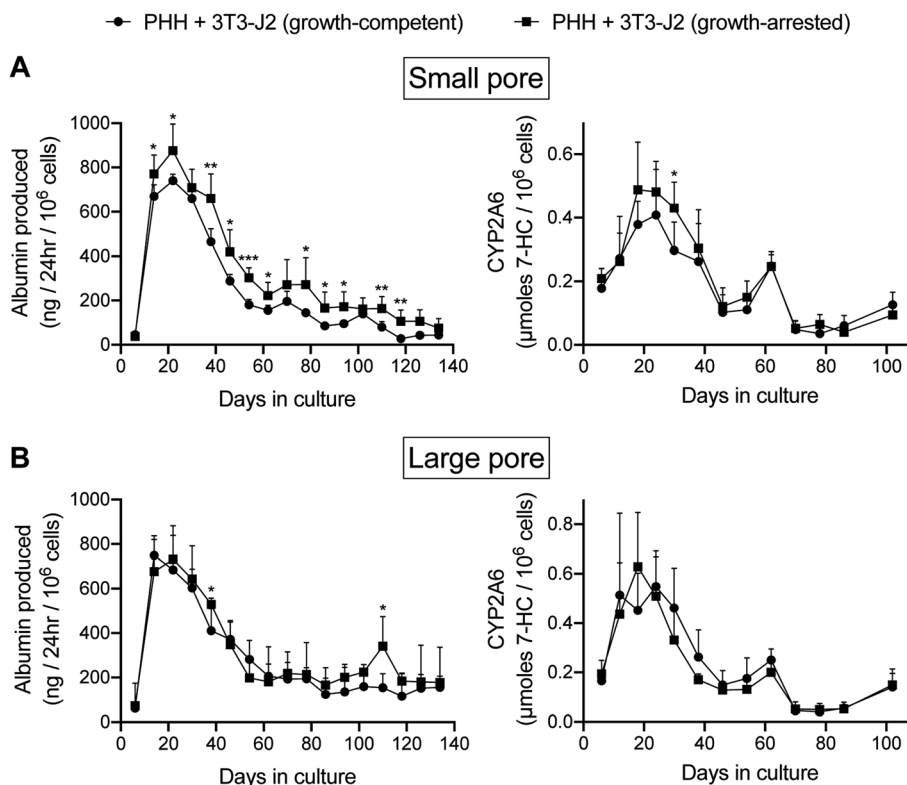 PHH + 3T3-J2 (growth-competent) PHH + 3T3-J2 (growth-arrested)
A
Small pore
Albumin produced
(ng / 24hr / 10⁶ cells)
1000
800
600
400
200
0
* * ** * *** * * * * ** **
0 20 40 60 80 100 120 140
Days in culture
CYP2A6
(μmoles 7-HC / 10⁶ cells)
0.6
0.4
0.2
0.0
*
0 20 40 60 80 100
Days in culture
B
Large pore
Albumin produced
(ng / 24hr / 10⁶ cells)
1000
800
600
400
200
0
* *
0 20 40 60 80 100 120 140
Days in culture
CYP2A6
(μmoles 7-HC / 10⁶ cells)
0.8
0.6
0.4
0.2
0.0
0 20 40 60 80 100
Days in culture